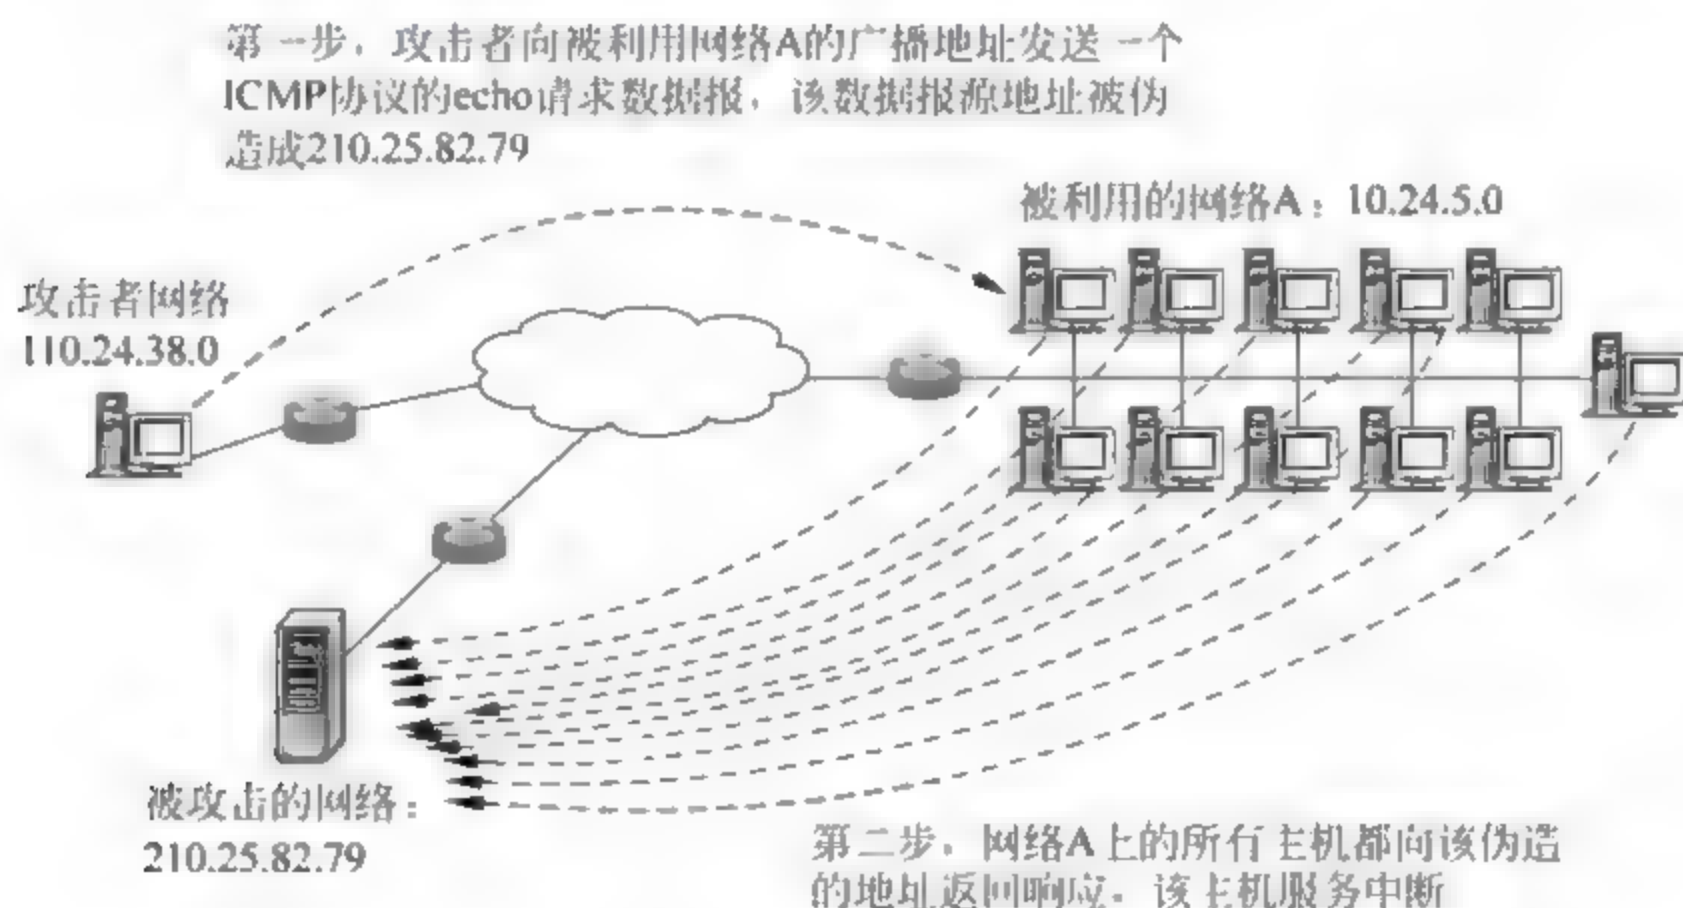 第一步，攻击者向被利用网络A的广播地址发送一个
ICMP协议的echo请求数据报，该数据报源地址被伪
造成210.25.82.79
被利用的网络A：10.24.5.0
攻击者网络
110.24.38.0
被攻击的网络：
210.25.82.79
第二步，网络A上的所有主机都向该伪造
的地址返回响应，该主机服务中断